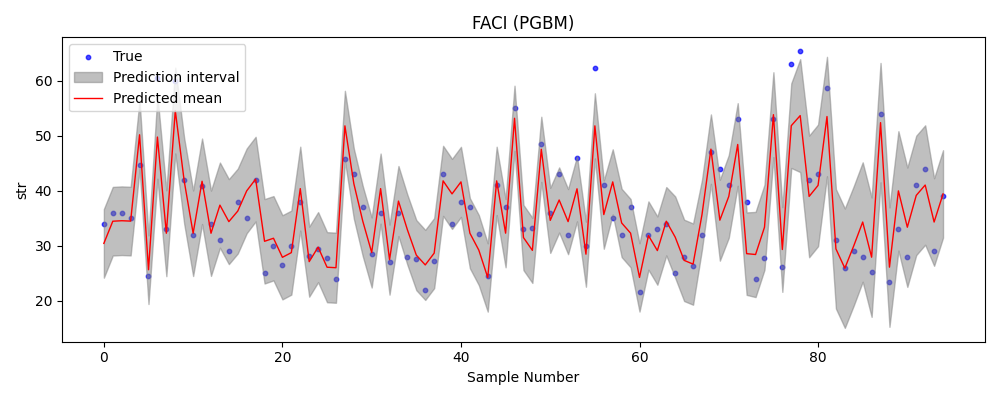 FACI (PGBM)
True
Prediction interval
Predicted mean
60
50
40
30
20
str
0 20 40 60 80
Sample Number